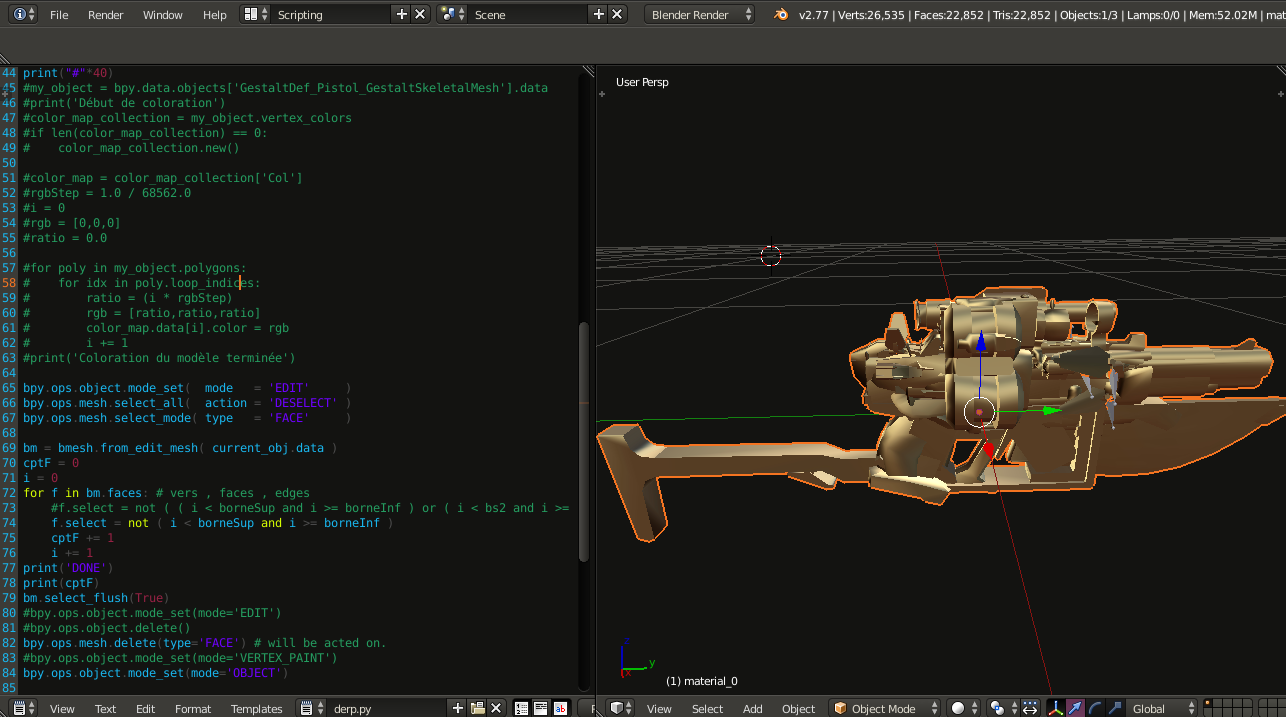 File Render Window Help Scripting Scene Blender Render v2.77 | Verts:26,535 | Faces:22,852 | Tris:22,852 | Objects:1/3 | Lamps:0/0 | Mem:52.02M | mat
44 print("#"*40)
45 #my_object = bpy.data.objects['GestaltDef_Pistol_GestaltSkeletalMesh'].data
46 #print('Début de coloration')
47 #color_map_collection = my_object.vertex_colors
48 #if len(color_map_collection) == 0:
49 #    color_map_collection.new()
50
51 #color_map = color_map_collection['Col']
52 #rgbStep = 1.0 / 68562.0
53 #i = 0
54 #rgb = [0,0,0]
55 #ratio = 0.0
56
57 #for poly in my_object.polygons:
58 #    for idx in poly.loop_indices:
59 #        ratio = (i * rgbStep)
60 #        rgb = [ratio,ratio,ratio]
61 #        color_map.data[i].color = rgb
62 #        i += 1
63 #print('Coloration du modèle terminée')
64
65 bpy.ops.object.mode_set(  mode   = 'EDIT'     )
66 bpy.ops.mesh.select_all(  action = 'DESELECT' )
67 bpy.ops.mesh.select_mode( type   = 'FACE'     )
68
69 bm = bmesh.from_edit_mesh( current_obj.data )
70 cptF = 0
71 i = 0
72 for f in bm.faces: # vers , faces , edges
73     #f.select = not ( ( i < borneSup and i >= borneInf ) or ( i < bs2 and i >=
74     f.select = not ( i < borneSup and i >= borneInf )
75     cptF += 1
76     i += 1
77 print('DONE')
78 print(cptF)
79 bm.select_flush(True)
80 #bpy.ops.object.mode_set(mode='EDIT')
81 #bpy.ops.object.delete()
82 bpy.ops.mesh.delete(type='FACE') # will be acted on.
83 #bpy.ops.object.mode_set(mode='VERTEX_PAINT')
84 bpy.ops.object.mode_set(mode='OBJECT')
85
User Persp
z
y
x
(1) material_0
View Text Edit Format Templates derp.py ab F
View Select Add Object Object Mode Global